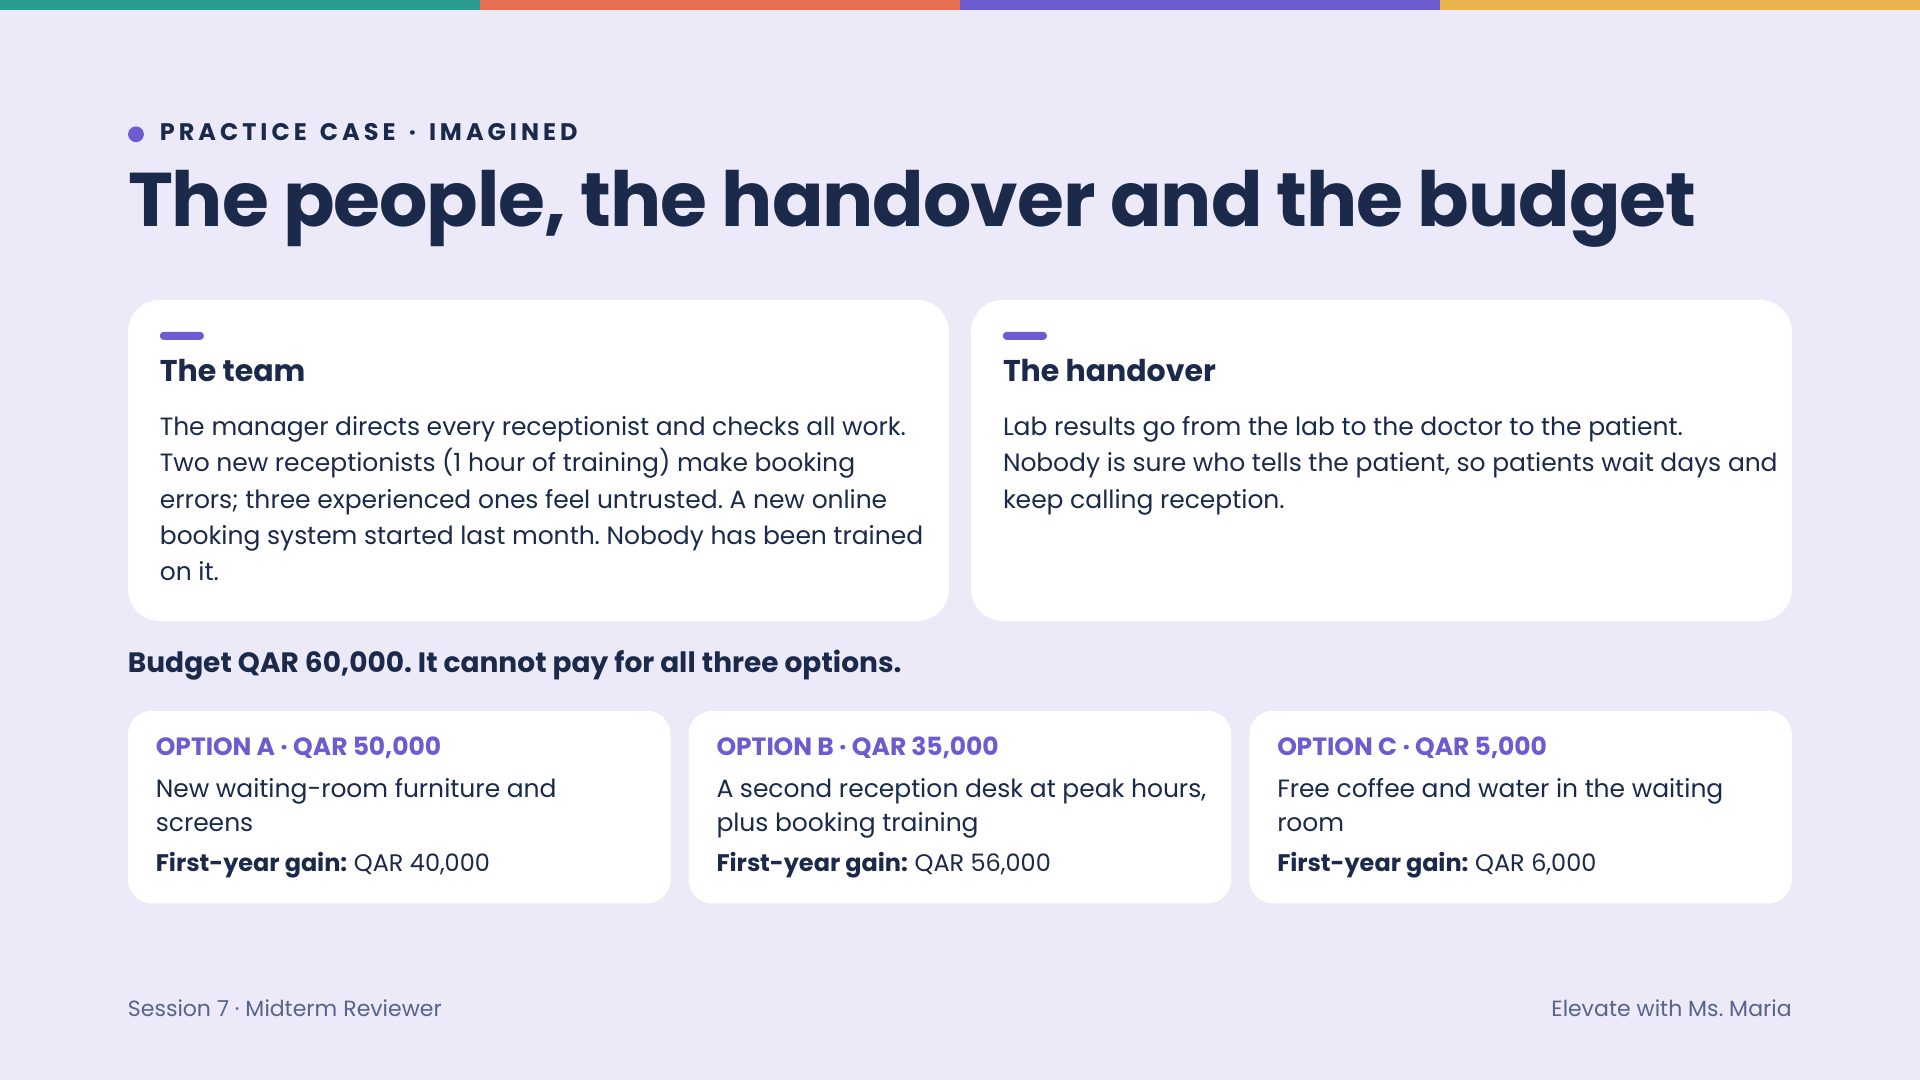 PRACTICE CASE · IMAGINED
The people, the handover and the budget
The team
The manager directs every receptionist and checks all work.
Two new receptionists (1 hour of training) make booking
errors; three experienced ones feel untrusted. A new online
booking system started last month. Nobody has been trained
on it.
The handover
Lab results go from the lab to the doctor to the patient.
Nobody is sure who tells the patient, so patients wait days and
keep calling reception.
Budget QAR 60,000. It cannot pay for all three options.
OPTION A · QAR 50,000
New waiting-room furniture and
screens
First-year gain: QAR 40,000
OPTION B · QAR 35,000
A second reception desk at peak hours,
plus booking training
First-year gain: QAR 56,000
OPTION C · QAR 5,000
Free coffee and water in the waiting
room
First-year gain: QAR 6,000
Session 7 · Midterm Reviewer
Elevate with Ms. Maria